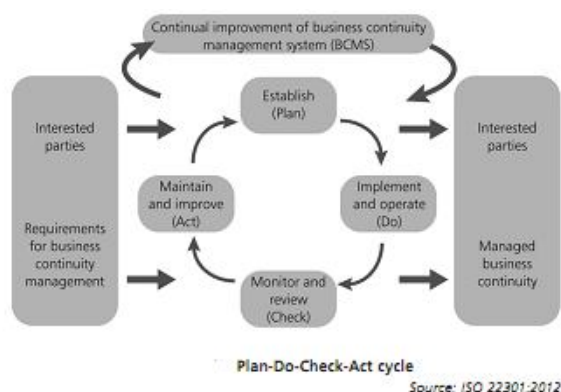 Continual improvement of business continuity
management system (BCMS)
Interested
parties
Requirements
for business
continuity
management
Establish
(Plan)
Maintain
and improve
(Act)
Implement
and operate
(Do)
Monitor and
review
(Check)
Interested
parties
Managed
business
continuity
Plan-Do-Check-Act cycle
Source: ISO 22301:2012